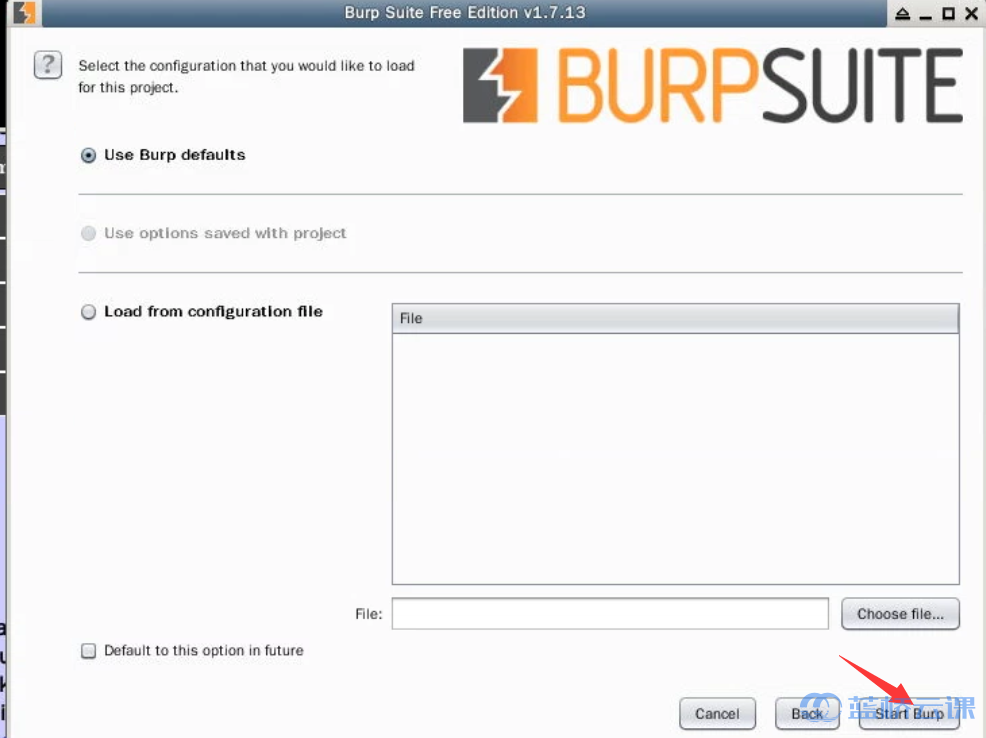 Burp Suite Free Edition v1.7.13
?
Select the configuration that you would like to load
for this project.
BURPSUITE
Use Burp defaults
Use options saved with project
Load from configuration file
File
File:
Choose file...
Default to this option in future
Cancel
Back
Start Burp
蓝桥云课